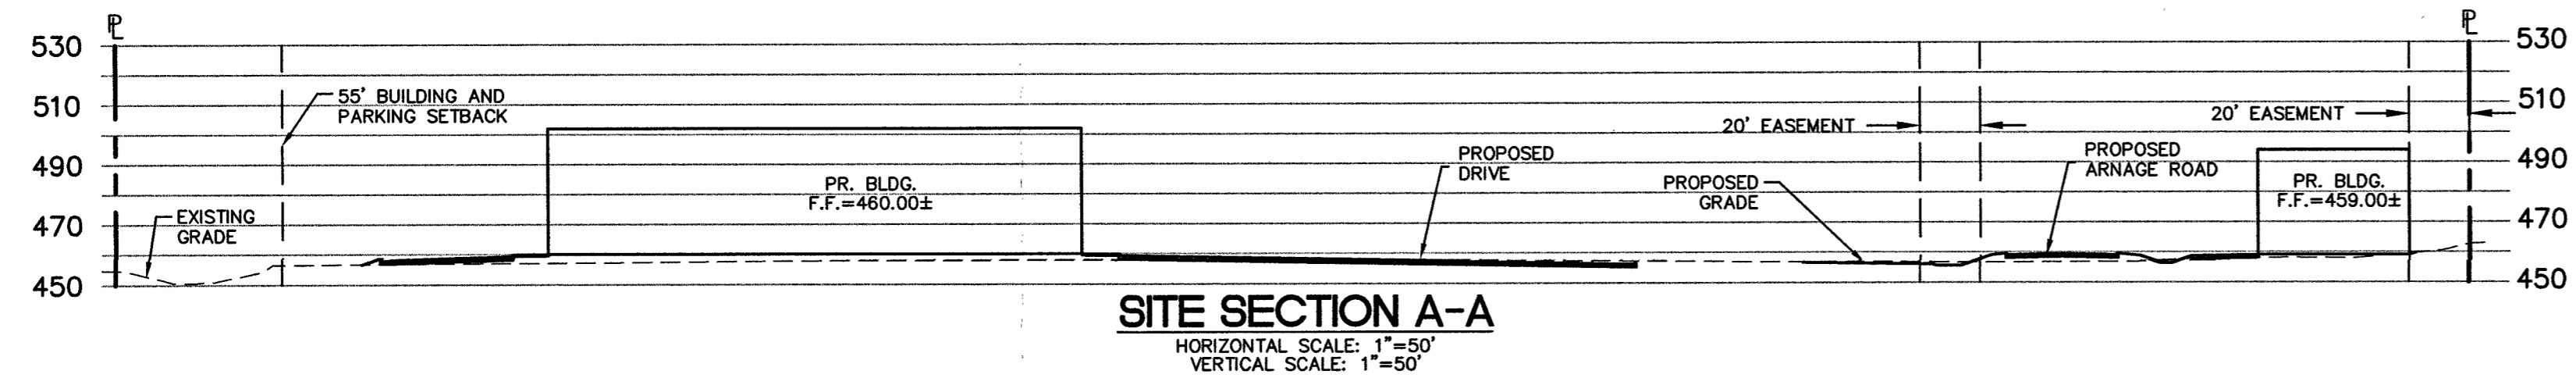 PL
PL
530
530
510
510
490
490
470
470
450
450
55' BUILDING AND
PARKING SETBACK
EXISTING
GRADE
PR. BLDG.
F.F.=460.00±
PROPOSED
DRIVE
PROPOSED
GRADE
20' EASEMENT
PROPOSED
ARNAGE ROAD
20' EASEMENT
PR. BLDG.
F.F.=459.00±
SITE SECTION A-A
HORIZONTAL SCALE: 1"=50'
VERTICAL SCALE: 1"=50'